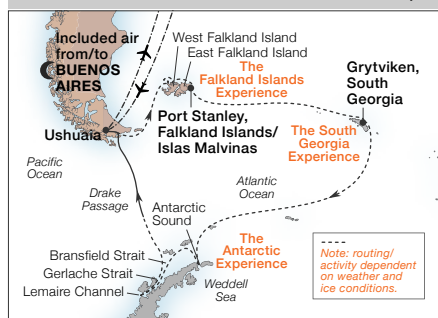 Included air
from/to
BUENOS
AIRES
West Falkland Island
East Falkland Island
The
Falkland Islands
Experience
Grytviken,
South
Georgia
Port Stanley,
Falkland Islands/
Islas Malvinas
Ushuaia
The South
Georgia
Experience
Pacific
Ocean
Drake
Passage
Atlantic
Ocean
Antarctic
Sound
The
Antarctic
Experience
Bransfield Strait
Gerlache Strait
Lemaire Channel
Weddell
Sea
Note: routing/
activity dependent
on weather and
ice conditions.